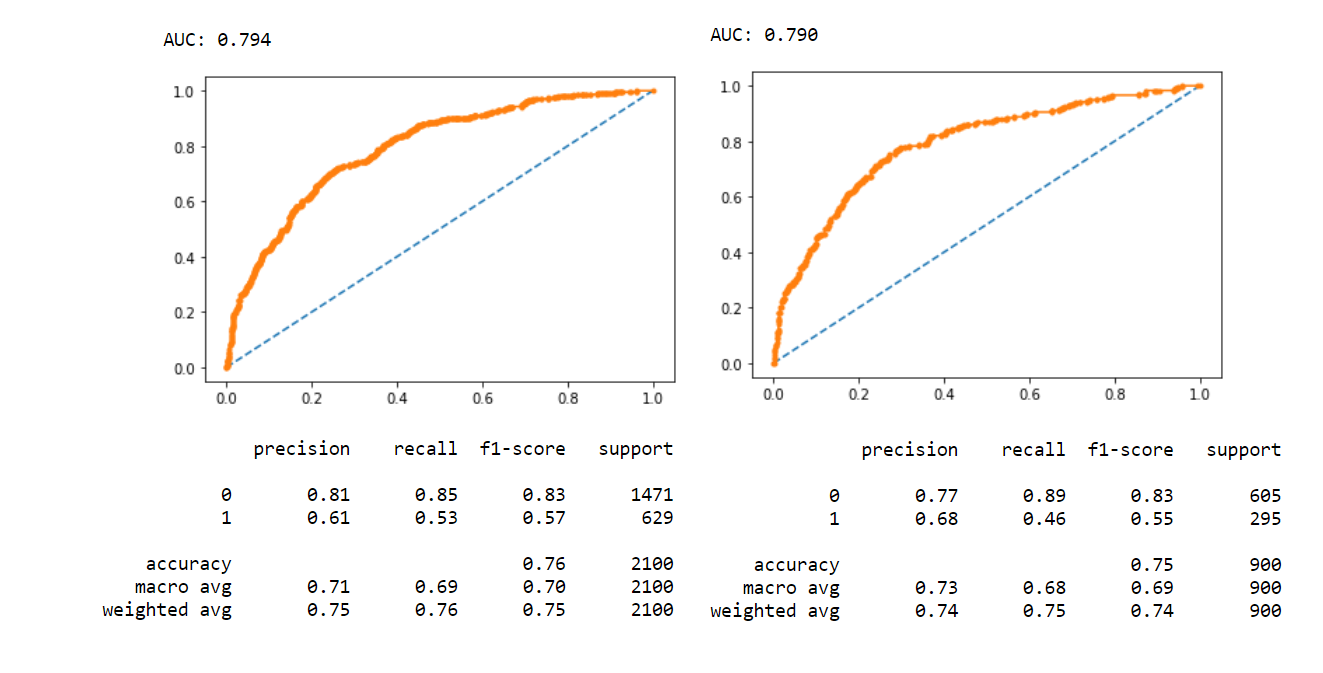 AUC: 0.794
1.0
0.8
0.6
0.4
0.2
0.0
0.0 0.2 0.4 0.6 0.8 1.0
precision recall f1-score support
0 0.81 0.85 0.83 1471
1 0.61 0.53 0.57 629
accuracy 0.76 2100
macro avg 0.71 0.69 0.70 2100
weighted avg 0.75 0.76 0.75 2100
AUC: 0.790
1.0
0.8
0.6
0.4
0.2
0.0
0.0 0.2 0.4 0.6 0.8 1.0
precision recall f1-score support
0 0.77 0.89 0.83 605
1 0.68 0.46 0.55 295
accuracy 0.75 900
macro avg 0.73 0.68 0.69 900
weighted avg 0.74 0.75 0.74 900